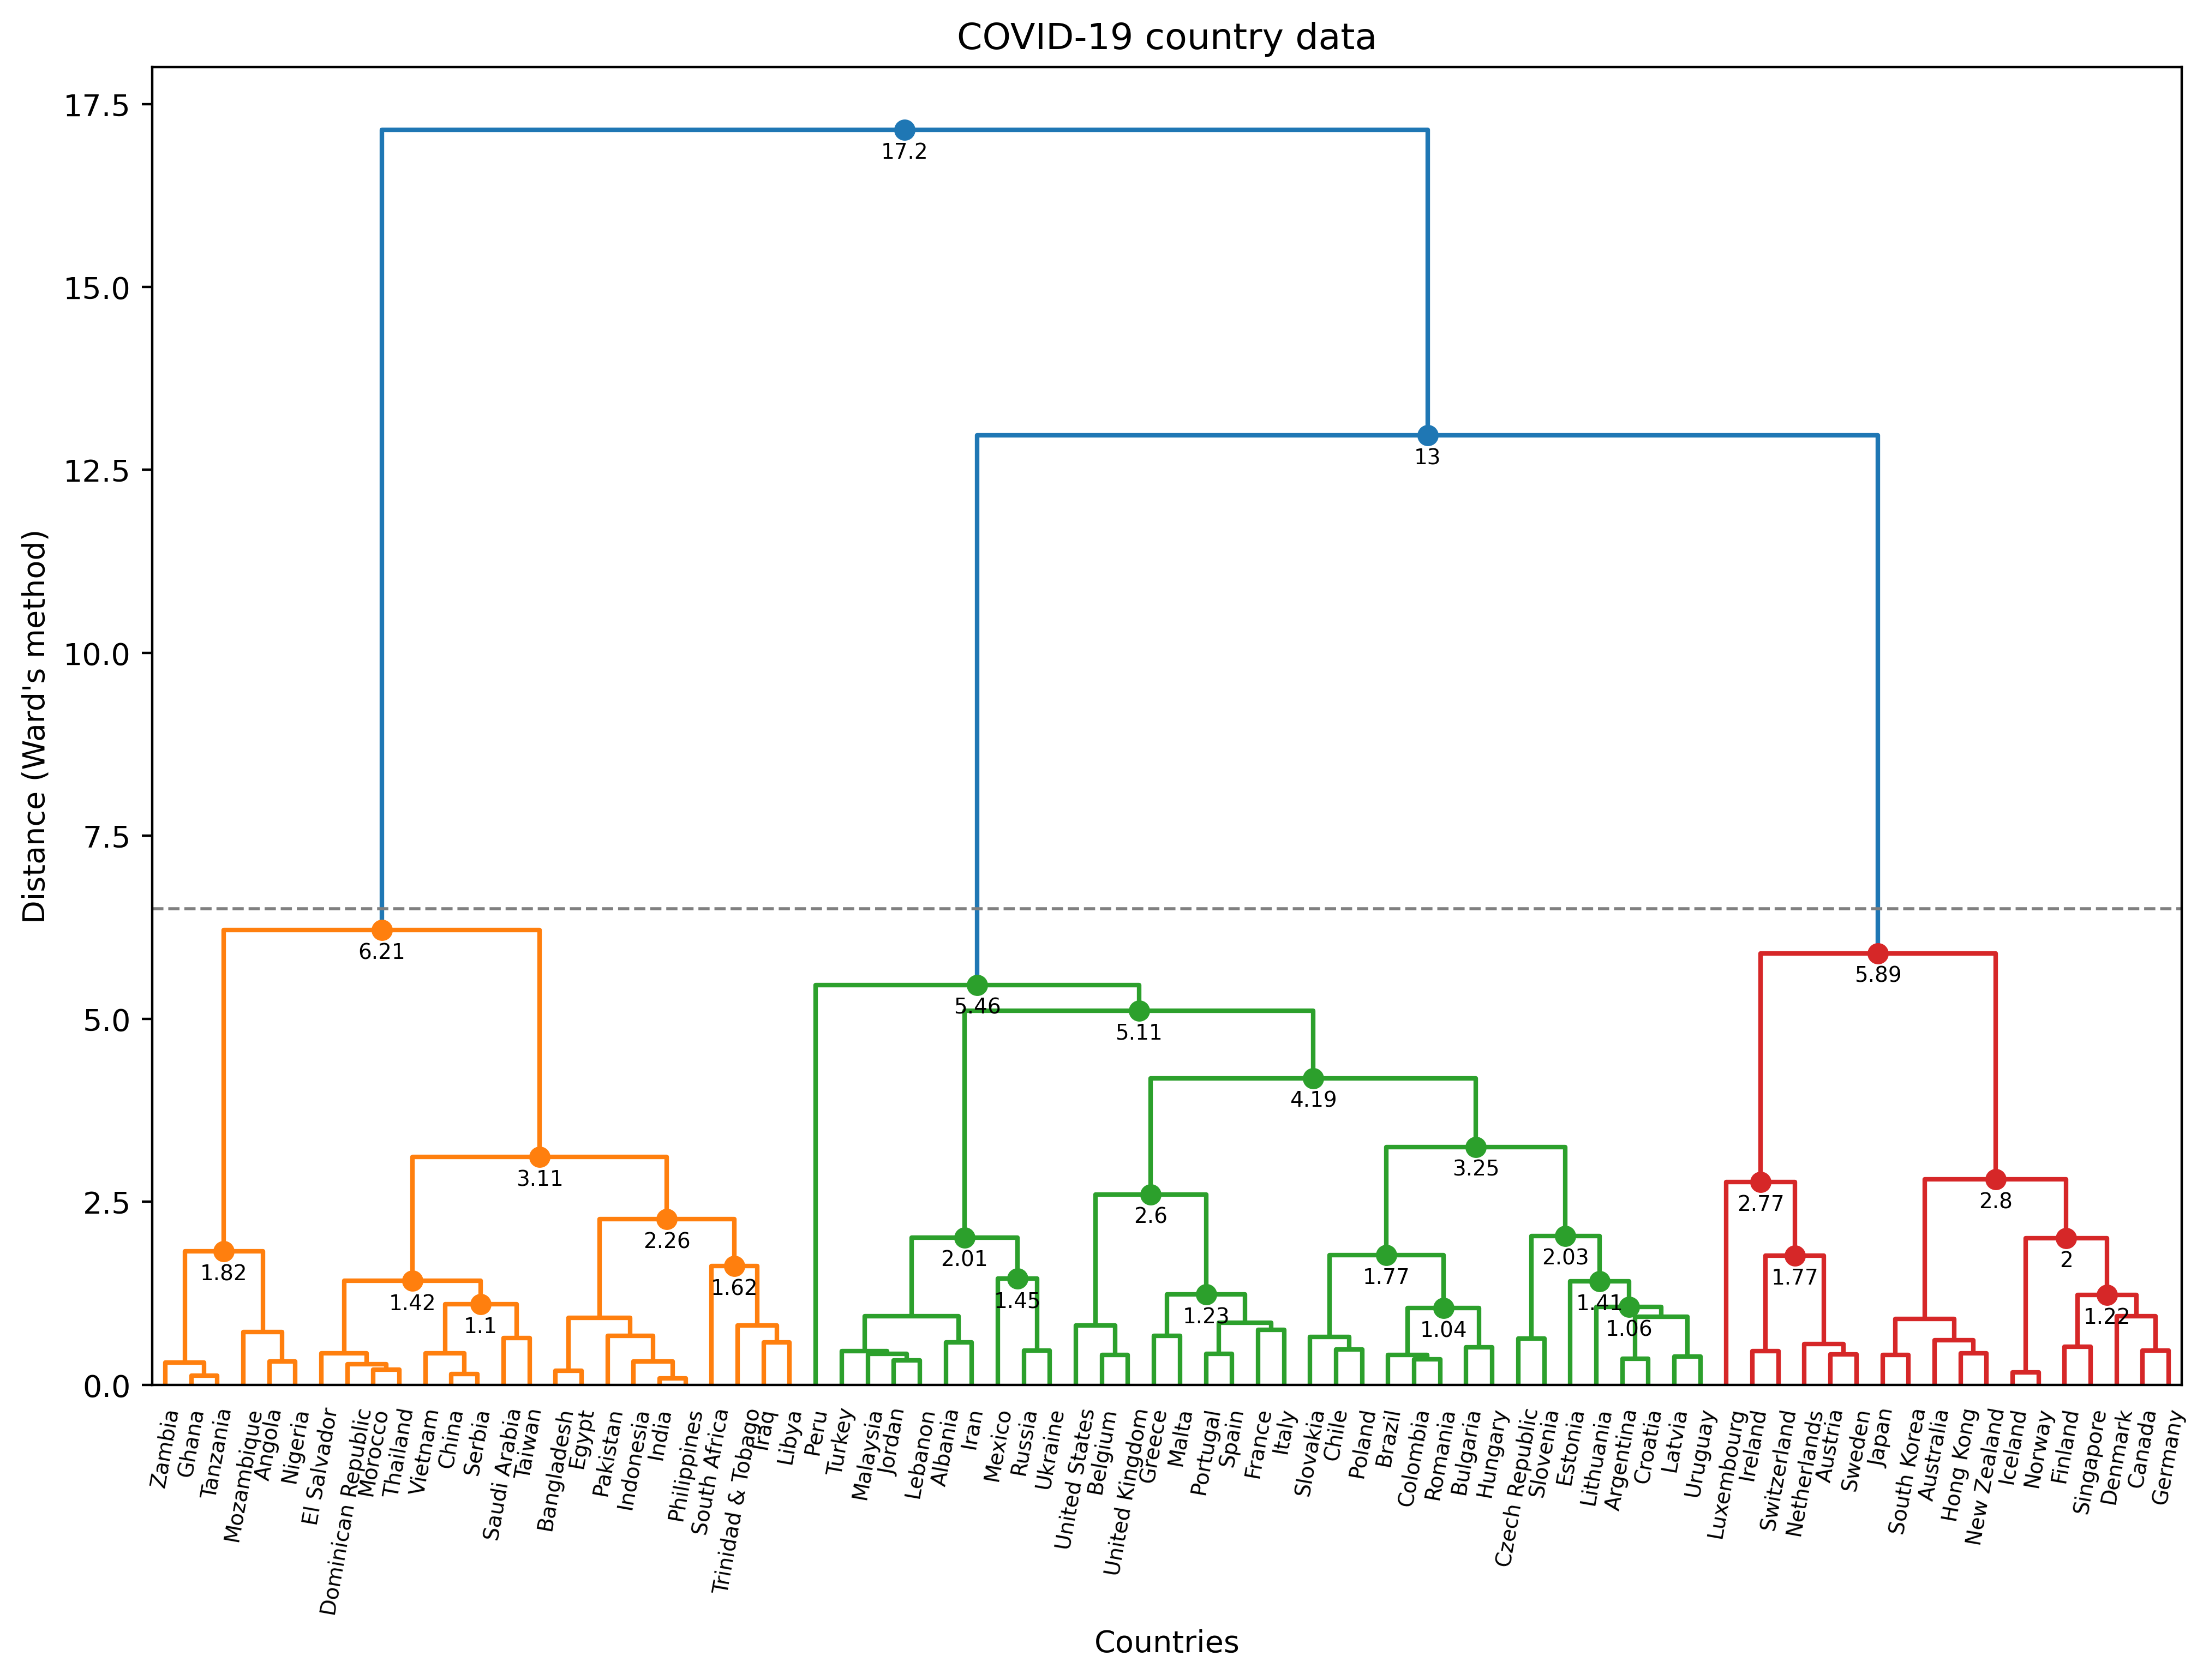 COVID-19 country data
17.5
15.0
12.5
10.0
7.5
5.0
2.5
0.0
Distance (Ward's method)
17.2
13
6.21
5.89
5.46
5.11
4.19
3.11
3.25
2.77
2.8
2.26
2.6
2.01
2.03
2
1.82
1.62
1.77
1.77
1.42
1.45
1.41
1.1
1.23
1.22
1.04
1.06
Zambia
Ghana
Tanzania
Mozambique
Angola
Nigeria
El Salvador
Dominican Republic
Morocco
Thailand
Vietnam
China
Serbia
Saudi Arabia
Taiwan
Bangladesh
Egypt
Pakistan
Indonesia
India
Philippines
South Africa
Trinidad & Tobago
Iraq
Libya
Peru
Turkey
Malaysia
Jordan
Lebanon
Albania
Iran
Mexico
Russia
Ukraine
United States
Belgium
United Kingdom
Greece
Malta
Portugal
Spain
France
Italy
Slovakia
Chile
Poland
Brazil
Colombia
Romania
Bulgaria
Hungary
Czech Republic
Slovenia
Estonia
Lithuania
Argentina
Croatia
Latvia
Uruguay
Luxembourg
Ireland
Switzerland
Netherlands
Austria
Sweden
Japan
South Korea
Australia
Hong Kong
New Zealand
Iceland
Norway
Finland
Singapore
Denmark
Canada
Germany
Countries